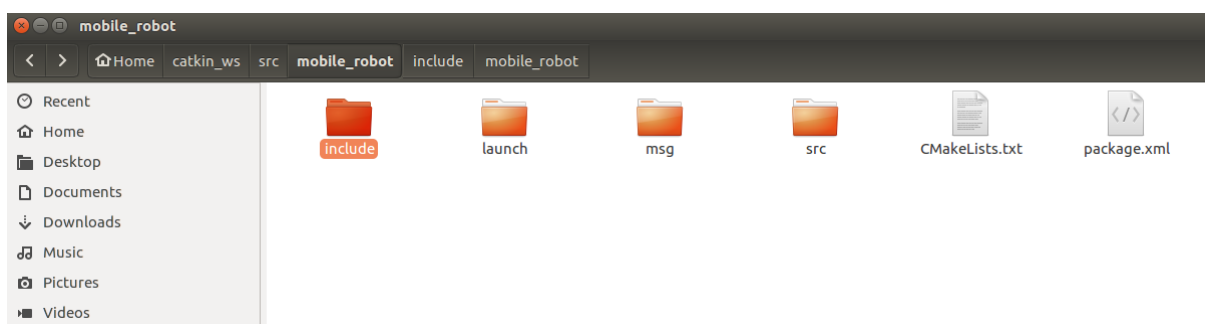 mobile_robot
Home catkin_ws src mobile_robot include mobile_robot
Recent
Home
Desktop
Documents
Downloads
Music
Pictures
Videos
include launch msg src CMakeLists.txt package.xml